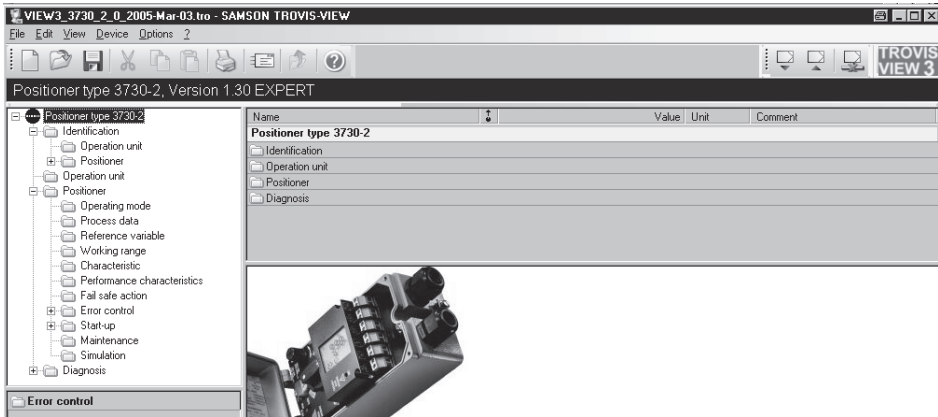 VIEW3_3730_2_0_2005-Mar-03.tro - SAMSON TROVIS-VIEW
File Edit View Device Options ?
TROVIS
VIEW 3
Positioner type 3730-2, Version 1.30 EXPERT
Positioner type 3730-2
Identification
Operation unit
Positioner
Operation unit
Positioner
Operating mode
Process data
Reference variable
Working range
Characteristic
Performance characteristics
Fail safe action
Error control
Start-up
Maintenance
Simulation
Diagnosis
Error control
Name Value Unit Comment
Positioner type 3730-2
Identification
Operation unit
Positioner
Diagnosis